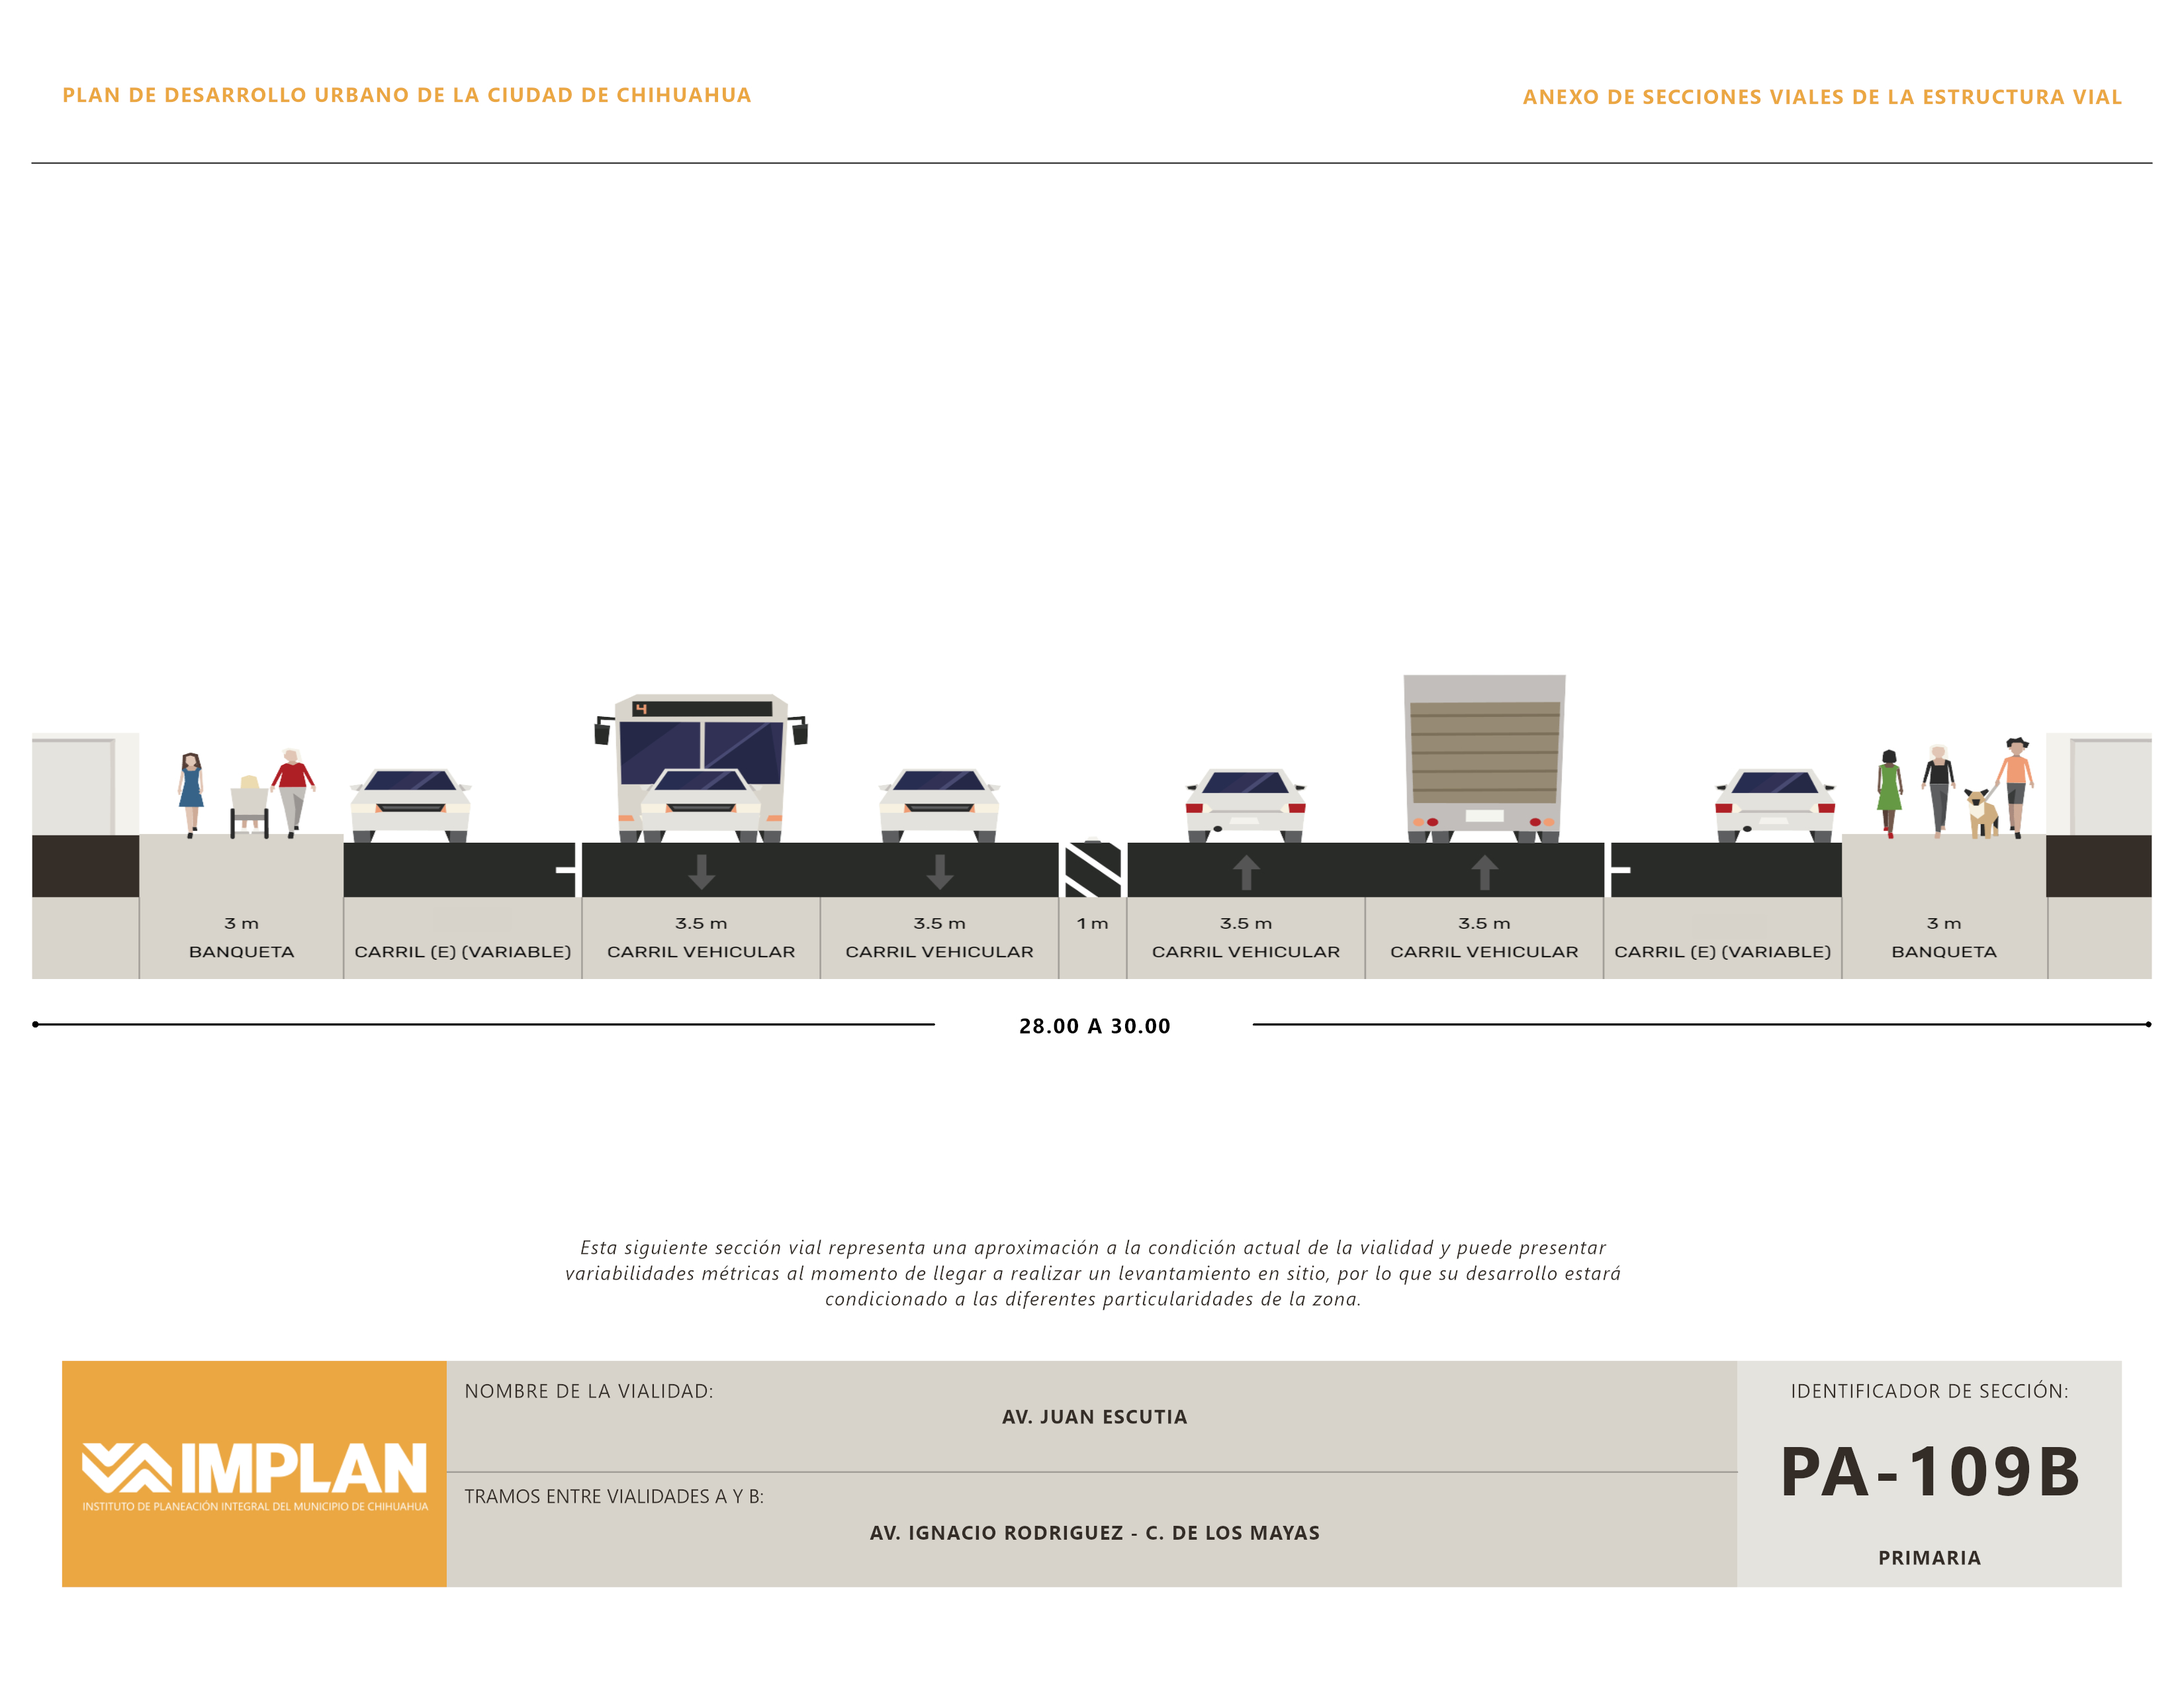 PLAN DE DESARROLLO URBANO DE LA CIUDAD DE CHIHUAHUA
ANEXO DE SECCIONES VIALES DE LA ESTRUCTURA VIAL
4
3 m
BANQUETA
CARRIL (E) (VARIABLE)
3.5 m
CARRIL VEHICULAR
3.5 m
CARRIL VEHICULAR
1 m
3.5 m
CARRIL VEHICULAR
3.5 m
CARRIL VEHICULAR
CARRIL (E) (VARIABLE)
3 m
BANQUETA
28.00 A 30.00
Esta siguiente sección vial representa una aproximación a la condición actual de la vialidad y puede presentar
variabilidades métricas al momento de llegar a realizar un levantamiento en sitio, por lo que su desarrollo estará
condicionado a las diferentes particularidades de la zona.
IMPLAN
INSTITUTO DE PLANEACIÓN INTEGRAL DEL MUNICIPIO DE CHIHUAHUA
NOMBRE DE LA VIALIDAD:
AV. JUAN ESCUTIA
TRAMOS ENTRE VIALIDADES A Y B:
AV. IGNACIO RODRIGUEZ - C. DE LOS MAYAS
IDENTIFICADOR DE SECCIÓN:
PA-109B
PRIMARIA